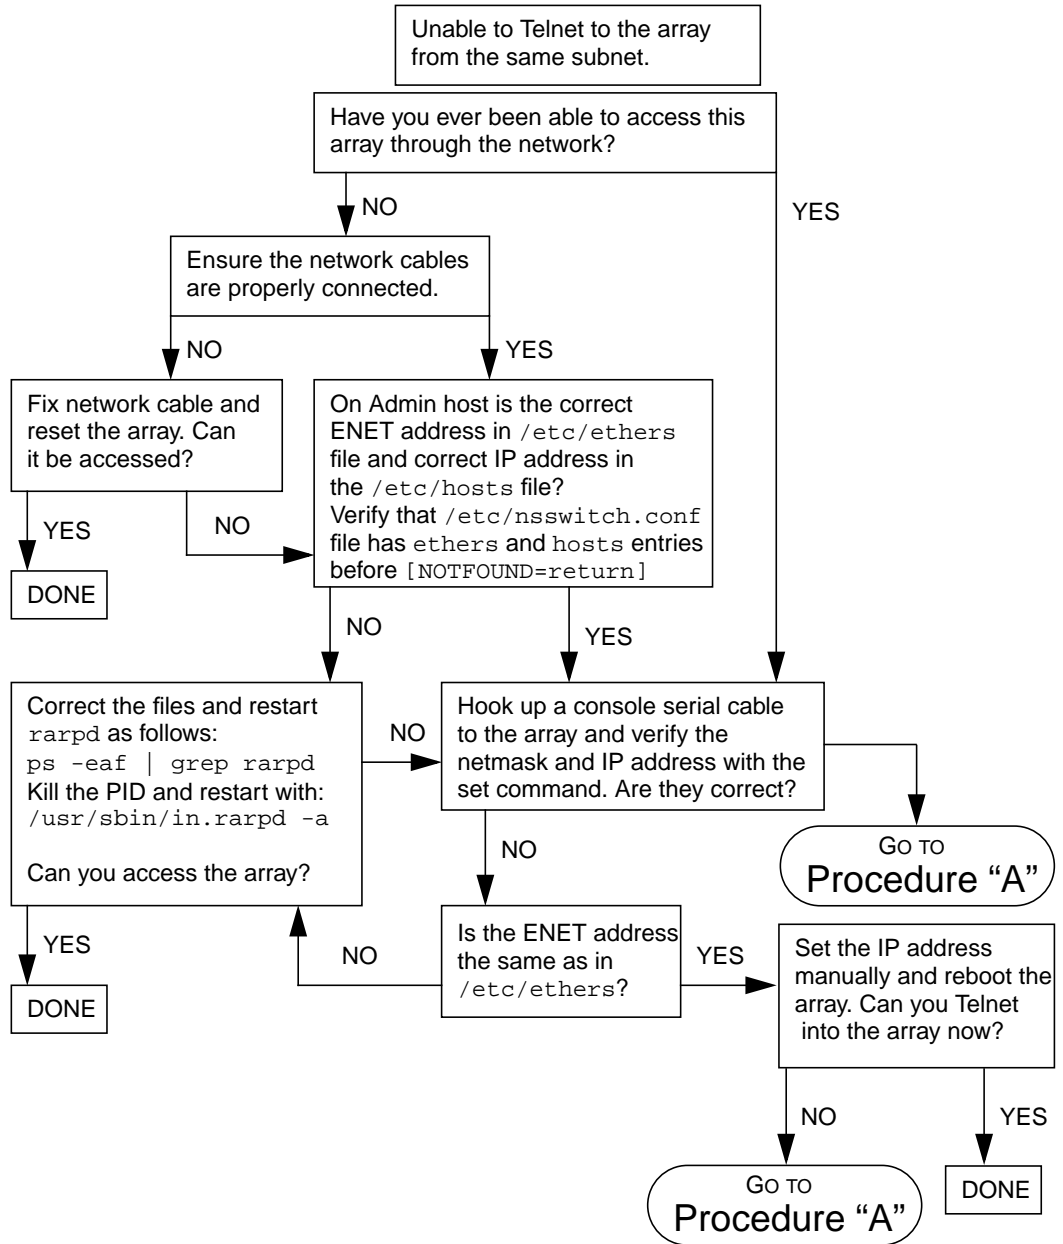 Unable to Telnet to the array
from the same subnet.
Have you ever been able to access this
array through the network?
NO
YES
Ensure the network cables
are properly connected.
NO
YES
Fix network cable and
reset the array. Can
it be accessed?
On Admin host is the correct
ENET address in /etc/ethers
file and correct IP address in
the /etc/hosts file?
Verify that /etc/nsswitch.conf
file has ethers and hosts entries
before [NOTFOUND=return]
YES
NO
DONE
NO
YES
Correct the files and restart
rarpd as follows:
ps -eaf | grep rarpd
Kill the PID and restart with:
/usr/sbin/in.rarpd -a
Can you access the array?
NO
Hook up a console serial cable
to the array and verify the
netmask and IP address with the
set command. Are they correct?
NO
GO TO
Procedure “A”
YES
DONE
NO
Is the ENET address
the same as in
/etc/ethers?
YES
Set the IP address
manually and reboot the
array. Can you Telnet
into the array now?
NO
YES
GO TO
Procedure “A”
DONE